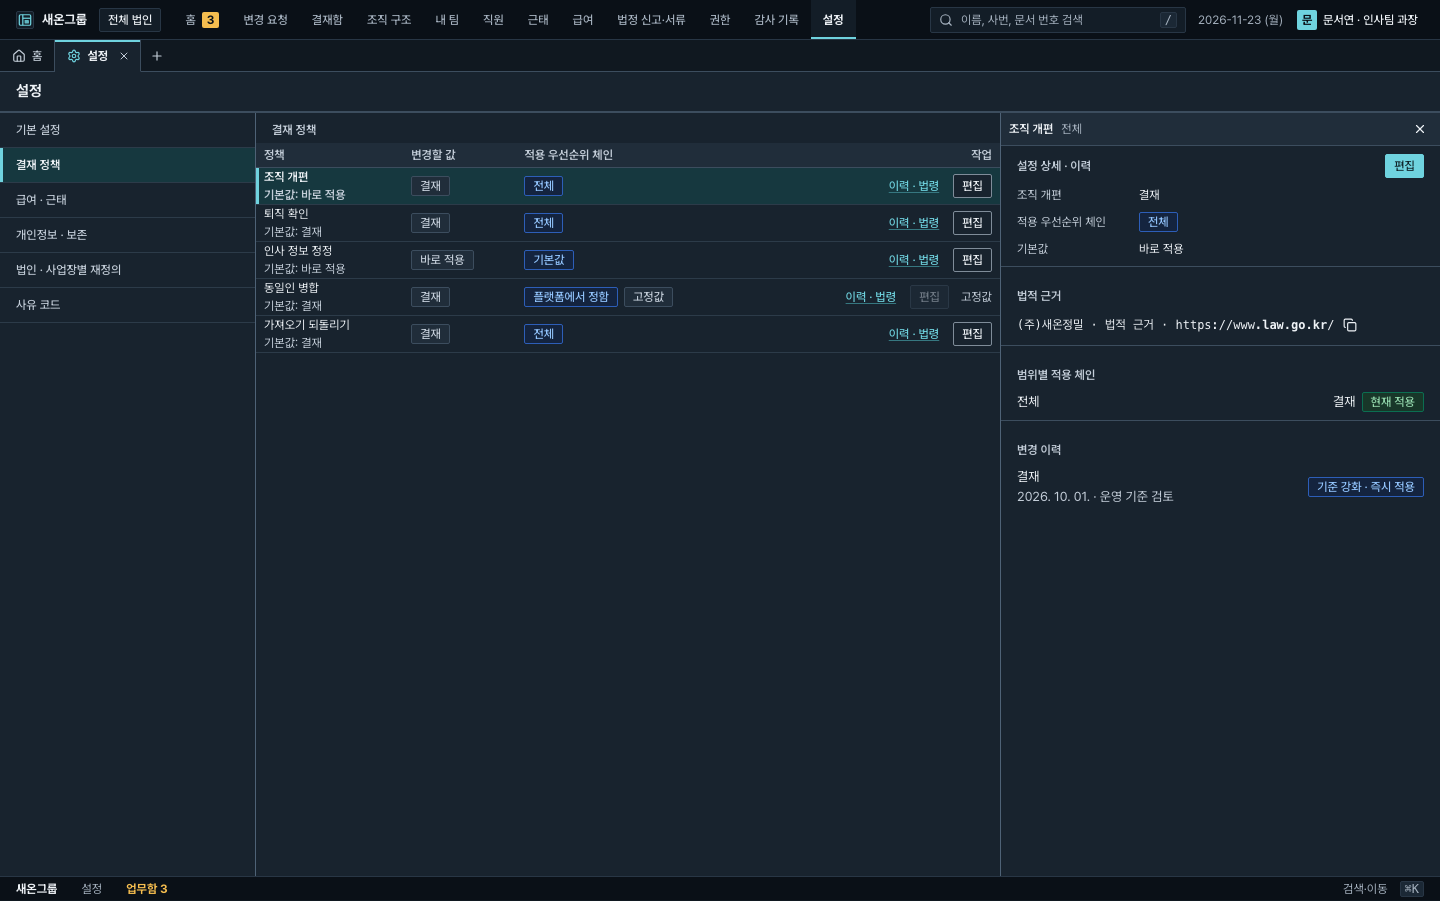 새온그룹 전체 법인 홈 3 변경 요청 결재함 조직 구조 내 팀 직원 근태 급여 법정 신고·서류 권한 감사 기록 설정 이름, 사번, 문서 번호 검색 / 2026-11-23 (월) 문 문서연 · 인사팀 과장
홈 설정
설정
기본 설정
결재 정책
급여 · 근태
개인정보 · 보존
법인 · 사업장별 재정의
사유 코드
결재 정책
정책 변경할 값 적용 우선순위 체인 작업
조직 개편
기본값: 바로 적용
결재 전체 이력 · 법령 편집
퇴직 확인
기본값: 결재
결재 전체 이력 · 법령 편집
인사 정보 정정
기본값: 바로 적용
바로 적용 기본값 이력 · 법령 편집
동일인 병합
기본값: 결재
결재 플랫폼에서 정함 고정값 이력 · 법령 편집 고정값
가져오기 되돌리기
기본값: 결재
결재 전체 이력 · 법령 편집
조직 개편 전체
설정 상세 · 이력 편집
조직 개편 결재
적용 우선순위 체인 전체
기본값 바로 적용
법적 근거
(주)새온정밀 · 법적 근거 · https://www.law.go.kr/
범위별 적용 체인
전체 결재 현재 적용
변경 이력
결재
2026. 10. 01. · 운영 기준 검토
기준 강화 · 즉시 적용
새온그룹 설정 업무함 3 검색·이동 ⌘K